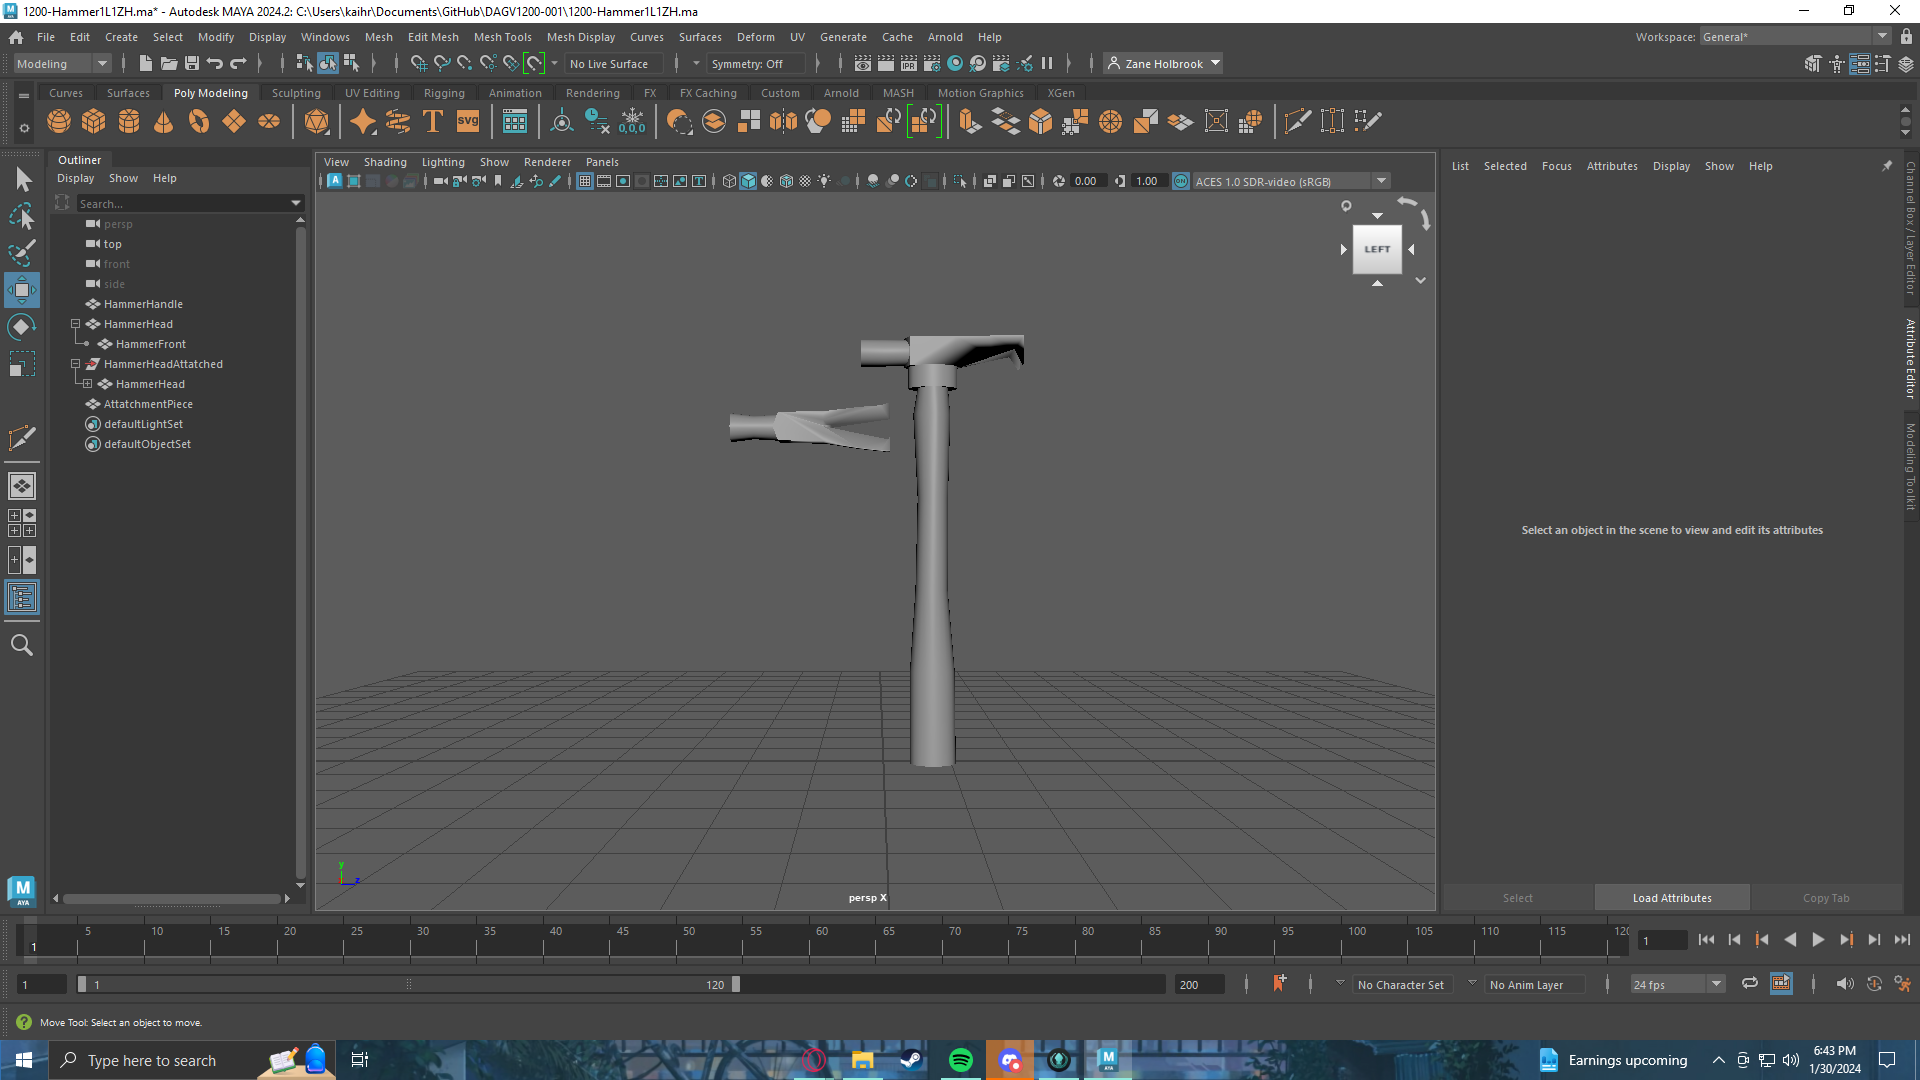 1200-Hammer1L1ZH.ma* - Autodesk MAYA 2024.2: C:\Users\kaihr\Documents\GitHub\DAGV1200-001\1200-Hammer1L1ZH.ma
File Edit Create Select Modify Display Windows Mesh Edit Mesh Mesh Tools Mesh Display Curves Surfaces Deform UV Generate Cache Arnold Help
Workspace: General*
Modeling No Live Surface Symmetry: Off IPR Zane Holbrook
Curves Surfaces Poly Modeling Sculpting UV Editing Rigging Animation Rendering FX FX Caching Custom Arnold MASH Motion Graphics XGen
T svg 0,0,0
Outliner
Display Show Help
Search...
persp
top
front
side
HammerHandle
HammerHead
HammerFront
HammerHeadAttatched
HammerHead
AttatchmentPiece
defaultLightSet
defaultObjectSet
View Shading Lighting Show Renderer Panels
0.00 1.00 ON ACES 1.0 SDR-video (sRGB)
LEFT
y
z
persp X
List Selected Focus Attributes Display Show Help
Select an object in the scene to view and edit its attributes
Select Load Attributes Copy Tab
Channel Box / Layer Editor
Attribute Editor
Modeling Toolkit
M
AYA
5 10 15 20 25 30 35 40 45 50 55 60 65 70 75 80 85 90 95 100 105 110 115 120
1
1
1 1 120 200 No Character Set No Anim Layer 24 fps
Move Tool: Select an object to move.
Type here to search
Earnings upcoming
6:43 PM
1/30/2024